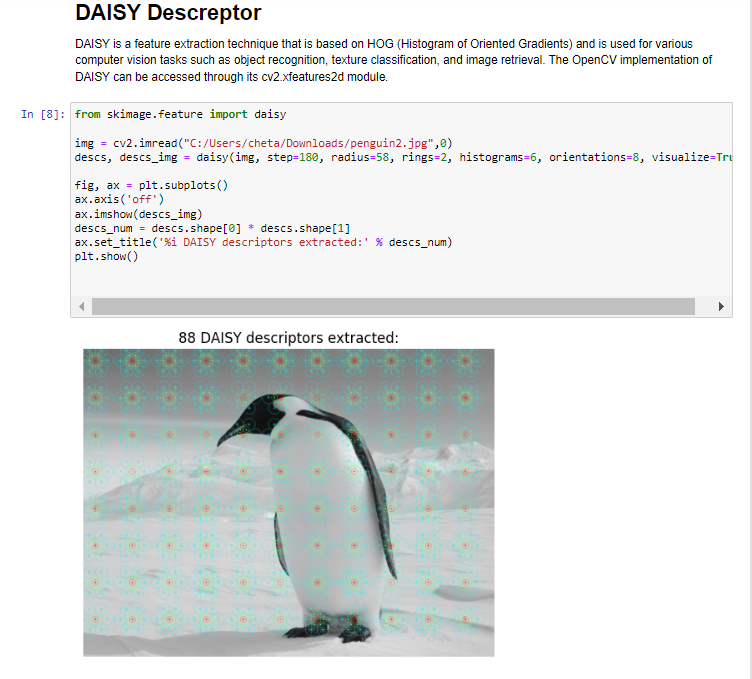 DAISY Descreptor
DAISY is a feature extraction technique that is based on HOG (Histogram of Oriented Gradients) and is used for various
computer vision tasks such as object recognition, texture classification, and image retrieval. The OpenCV implementation of
DAISY can be accessed through its cv2.xfeatures2d module.
In [8]: from skimage.feature import daisy
img = cv2.imread("C:/Users/cheta/Downloads/penguin2.jpg",0)
descs, descs_img = daisy(img, step=180, radius=58, rings=2, histograms=6, orientations=8, visualize=Tru
fig, ax = plt.subplots()
ax.axis('off')
ax.imshow(descs_img)
descs_num = descs.shape[0] * descs.shape[1]
ax.set_title('%i DAISY descriptors extracted:' % descs_num)
plt.show()
88 DAISY descriptors extracted: